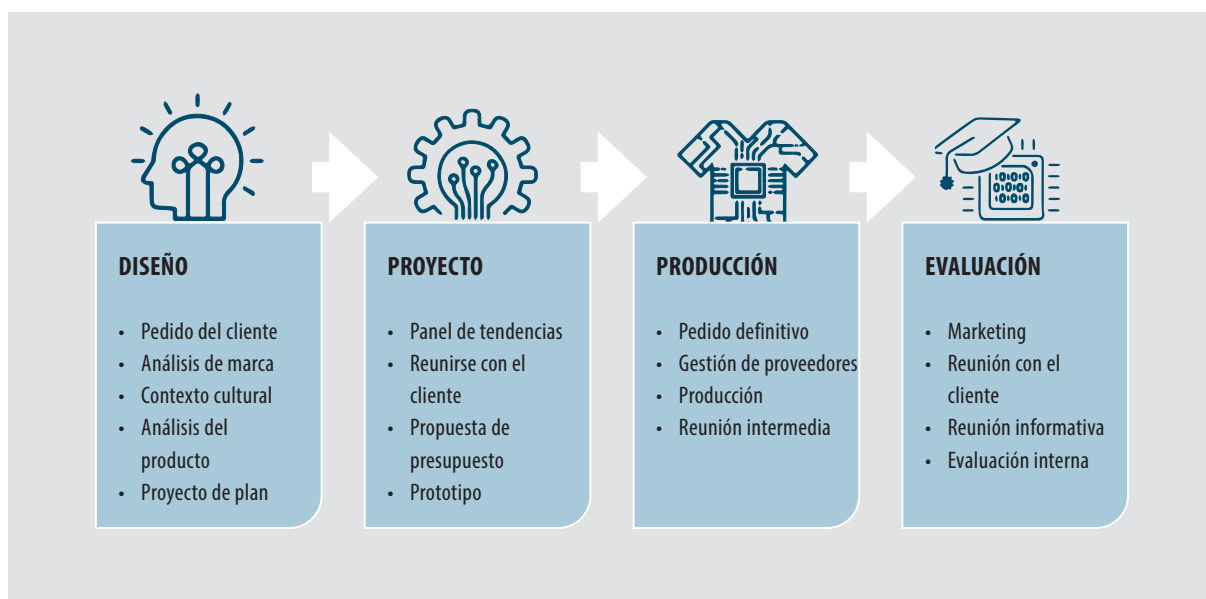 DISEÑO
• Pedido del cliente
• Análisis de marca
• Contexto cultural
• Análisis del
producto
• Proyecto de plan
PROYECTO
• Panel de tendencias
• Reunirse con el
cliente
• Propuesta de
presupuesto
• Prototipo
PRODUCCIÓN
• Pedido definitivo
• Gestión de proveedores
• Producción
• Reunión intermedia
EVALUACIÓN
• Marketing
• Reunión con el
cliente
• Reunión informativa
• Evaluación interna